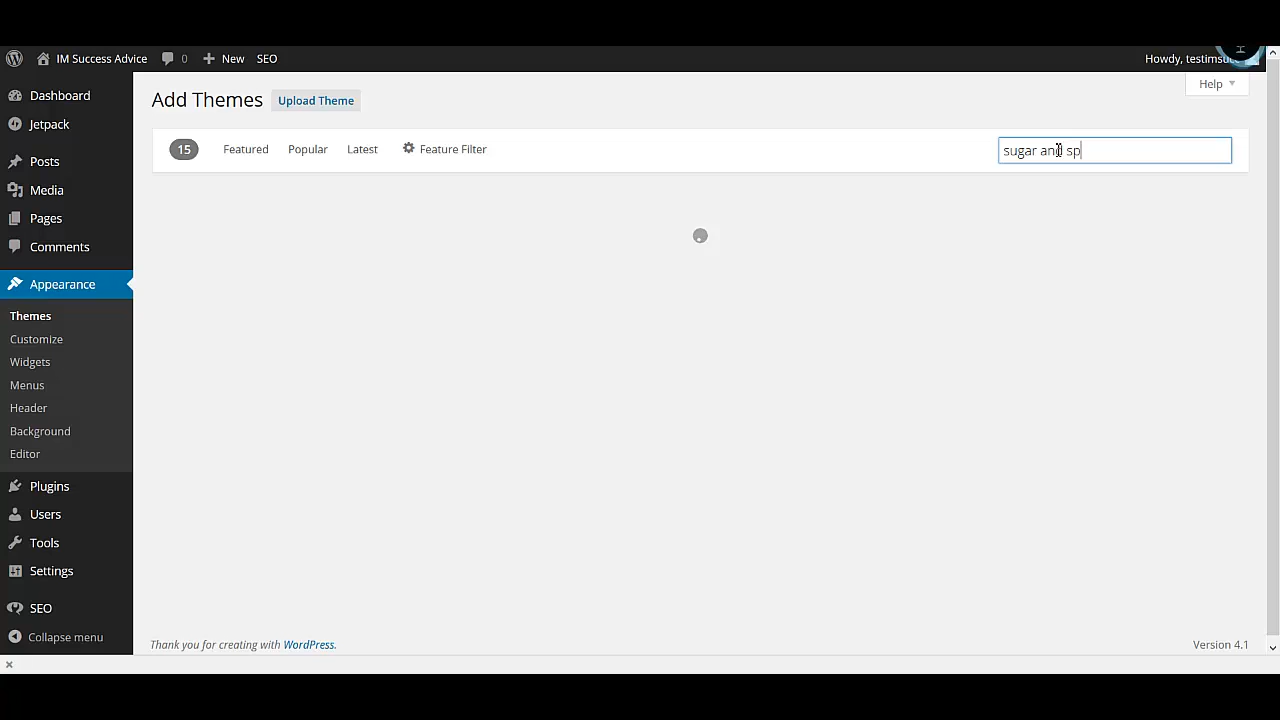 IM Success Advice 0 New SEO
Howdy,
Help
Dashboard
Jetpack
Posts
Media
Pages
Comments
Appearance
Themes
Customize
Widgets
Menus
Header
Background
Editor
Plugins
Users
Tools
Settings
SEO
Collapse menu
Add Themes Upload Theme
15 Featured Popular Latest Feature Filter
sugar and sp
Thank you for creating with WordPress.
Version 4.1